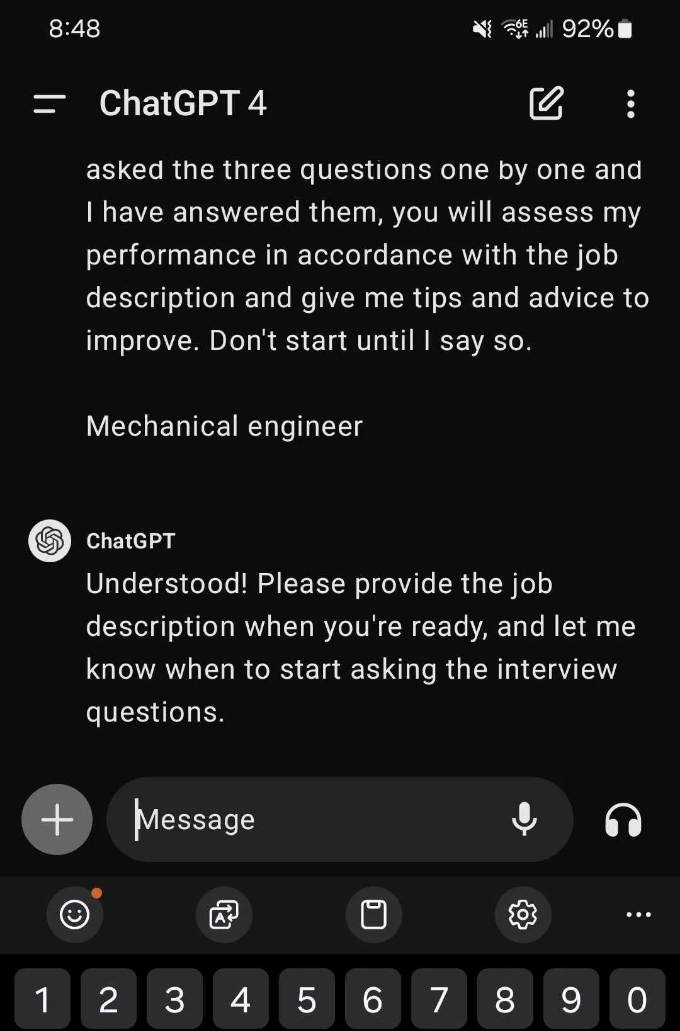 8:48
6E
92%
ChatGPT 4
asked the three questions one by one and
I have answered them, you will assess my
performance in accordance with the job
description and give me tips and advice to
improve. Don't start until I say so.
Mechanical engineer
ChatGPT
Understood! Please provide the job
description when you're ready, and let me
know when to start asking the interview
questions.
Message
1 2 3 4 5 6 7 8 9 0